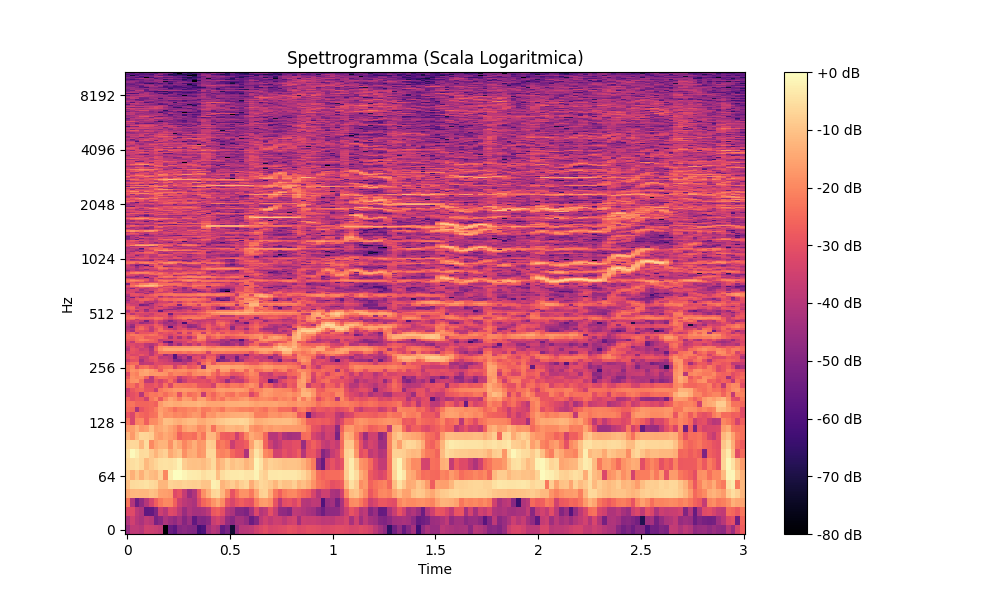 Spettrogramma (Scala Logaritmica)
Hz
8192
4096
2048
1024
512
256
128
64
0
0 0.5 1 1.5 2 2.5 3
Time
+0 dB
-10 dB
-20 dB
-30 dB
-40 dB
-50 dB
-60 dB
-70 dB
-80 dB